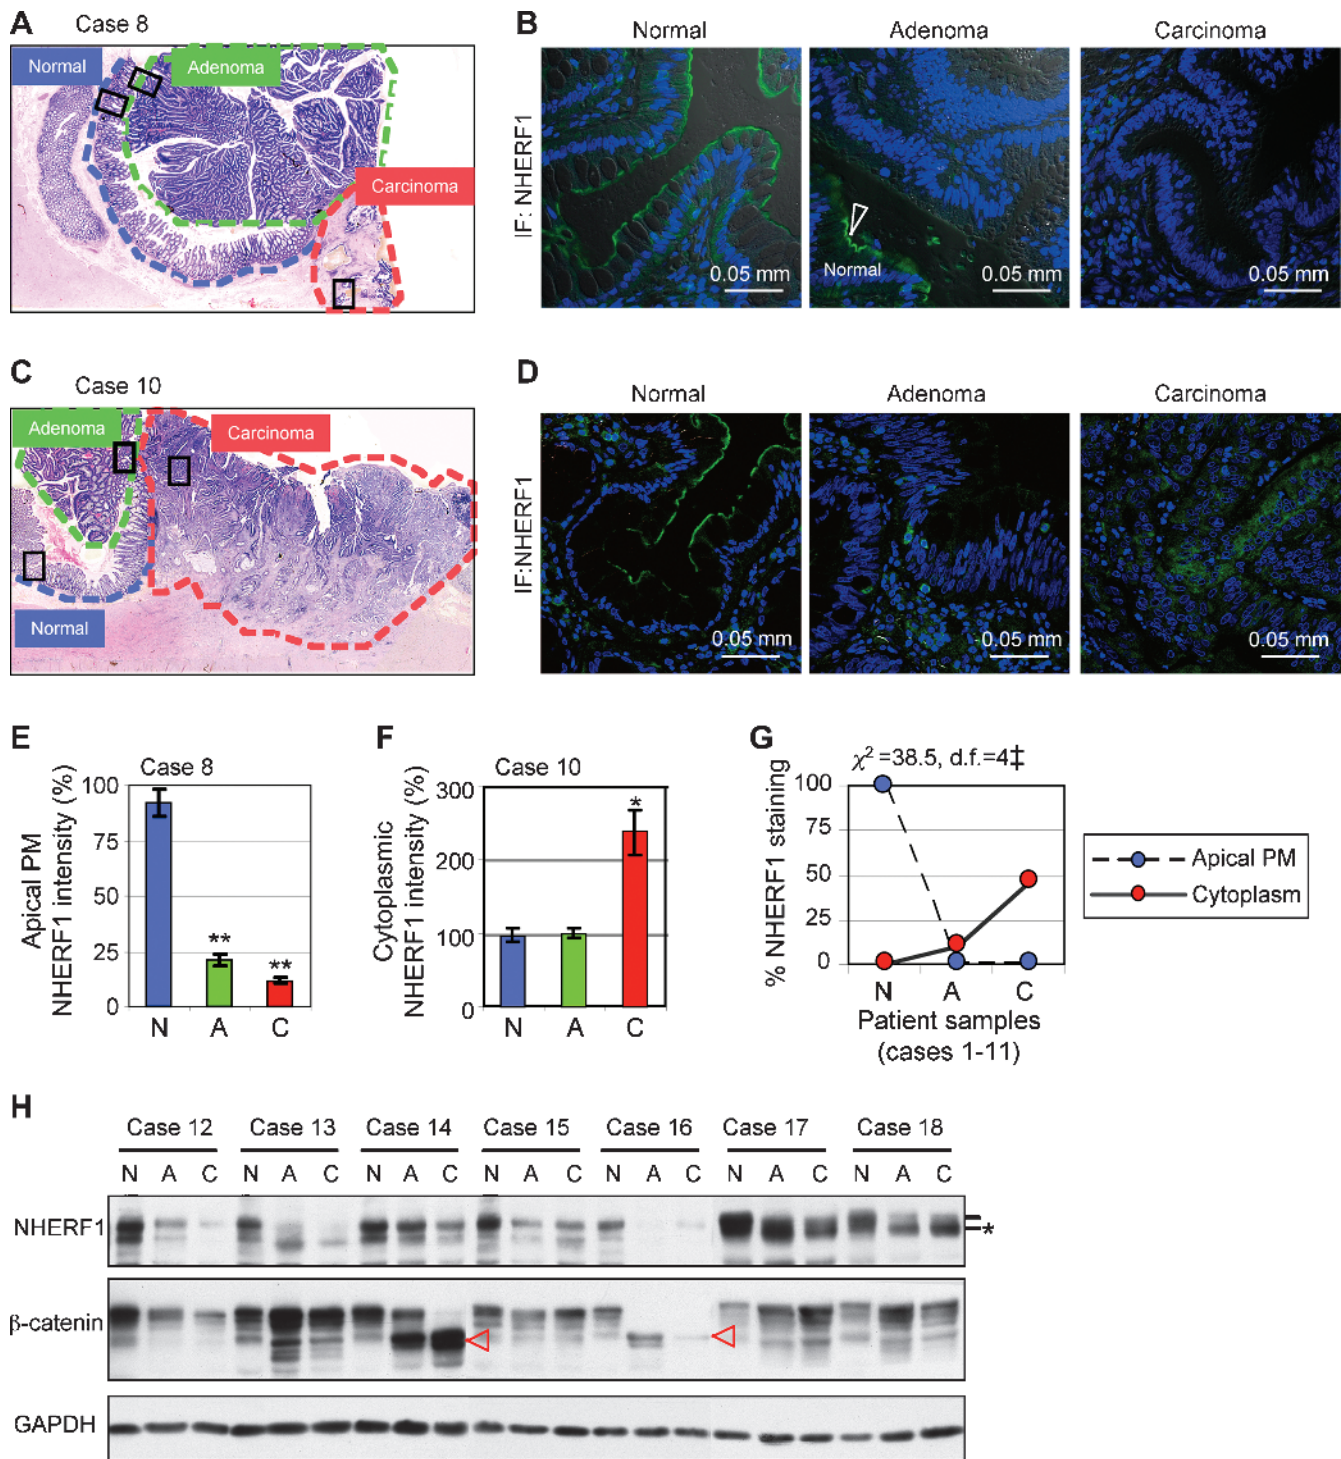 A Case 8
Normal
Adenoma
Carcinoma
B Normal Adenoma Carcinoma
IF: NHERF1
Normal
0.05 mm 0.05 mm 0.05 mm
C Case 10
Adenoma
Carcinoma
Normal
D Normal Adenoma Carcinoma
IF:NHERF1
0.05 mm 0.05 mm 0.05 mm
E Case 8
Apical PM
NHERF1 intensity (%)
100
75
50
25
0
** **
N A C
F Case 10
Cytoplasmic
NHERF1 intensity (%)
300
200
100
0
*
N A C
G χ² =38.5, d.f.=4‡
% NHERF1 staining
100
75
50
25
0
N A C
Patient samples
(cases 1-11)
Apical PM
Cytoplasm
H
Case 12 Case 13 Case 14 Case 15 Case 16 Case 17 Case 18
N A C N A C N A C N A C N A C N A C N A C
NHERF1
*
β-catenin
GAPDH